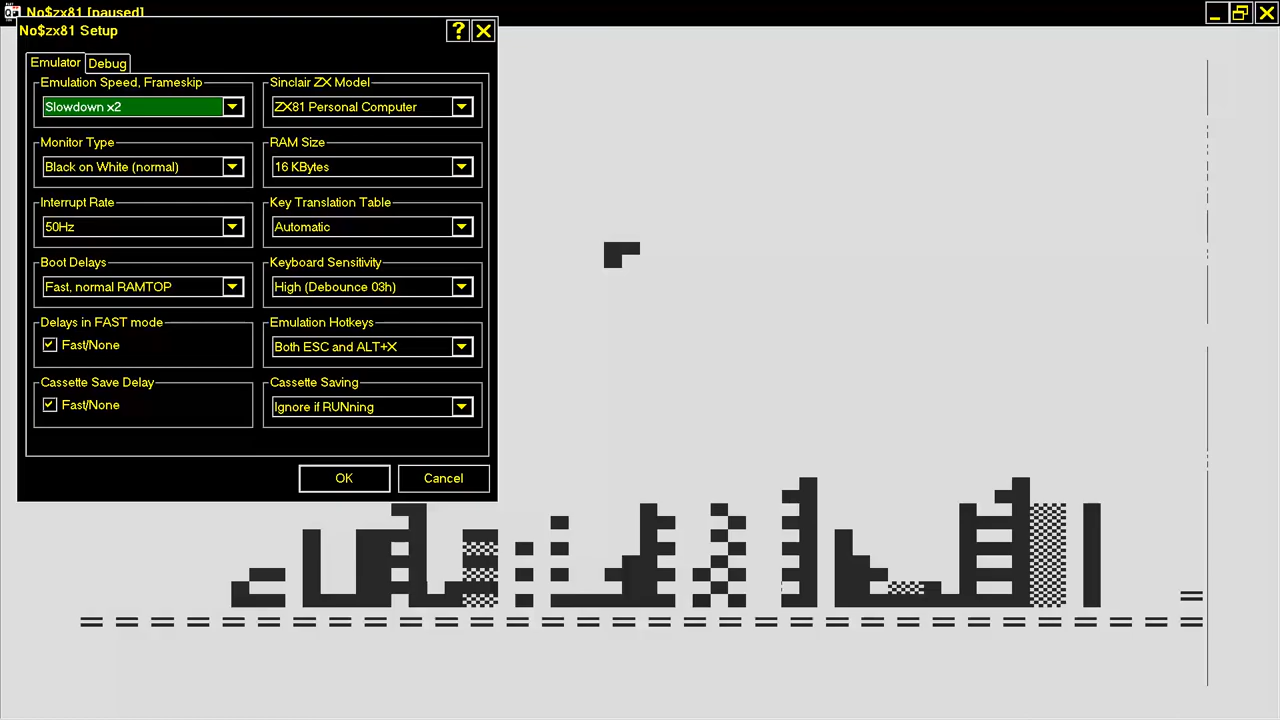 No$zx81 [paused]
No$zx81 Setup
?
Emulator
Debug
Emulation Speed, Frameskip
Slowdown x2
Sinclair ZX Model
ZX81 Personal Computer
Monitor Type
Black on White (normal)
RAM Size
16 KBytes
Interrupt Rate
50Hz
Key Translation Table
Automatic
Boot Delays
Fast, normal RAMTOP
Keyboard Sensitivity
High (Debounce 03h)
Delays in FAST mode
Fast/None
Emulation Hotkeys
Both ESC and ALT+X
Cassette Save Delay
Fast/None
Cassette Saving
Ignore if RUNning
OK
Cancel